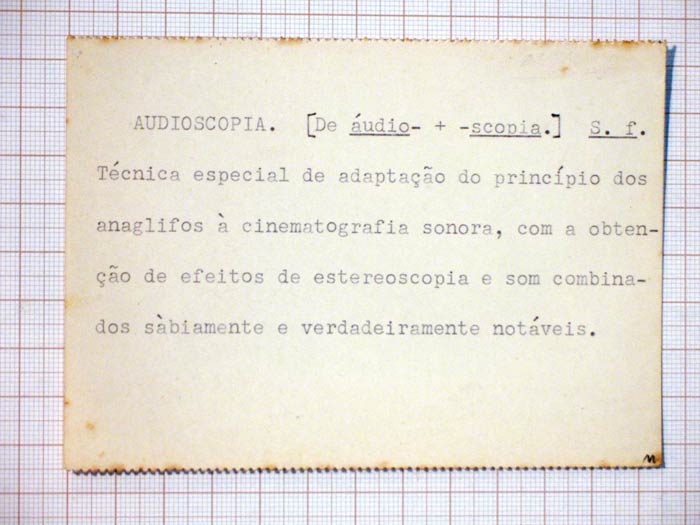 AUDIOSCOPIA. [De áudio- + -scopia.] S. f.
Técnica especial de adaptação do princípio dos
anaglifos à cinematografia sonora, com a obten-
ção de efeitos de estereoscopia e som combina-
dos sàbiamente e verdadeiramente notáveis.